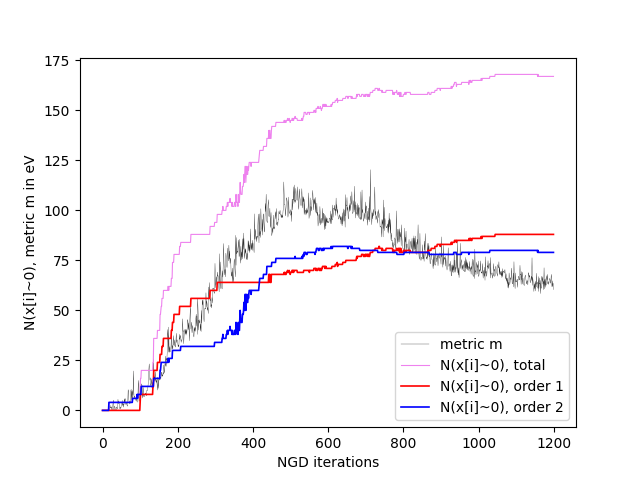 175
150
125
100
75
50
25
0
N(x[i]~0), metric m in eV
metric m
N(x[i]~0), total
N(x[i]~0), order 1
N(x[i]~0), order 2
0 200 400 600 800 1000 1200
NGD iterations